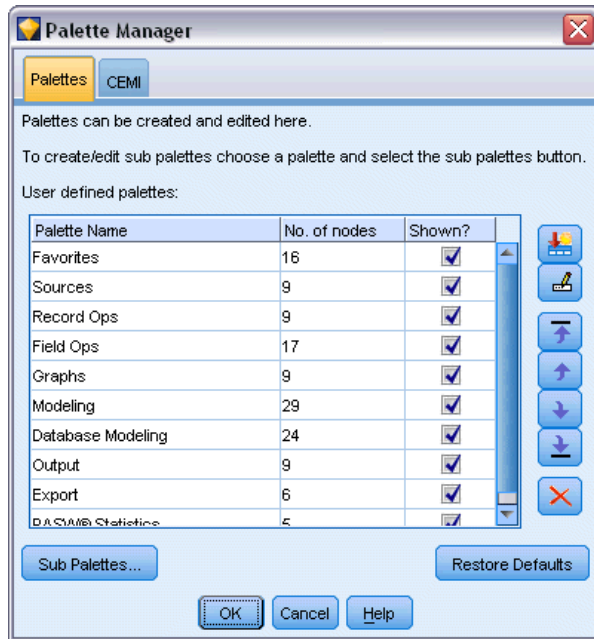 Palette Manager
Palettes CEMI
Palettes can be created and edited here.
To create/edit sub palettes choose a palette and select the sub palettes button.
User defined palettes:
Palette Name No. of nodes Shown?
Favorites 16
Sources 9
Record Ops 9
Field Ops 17
Graphs 9
Modeling 29
Database Modeling 24
Output 9
Export 6
PASW® Statistics 5
Sub Palettes... Restore Defaults
OK Cancel Help